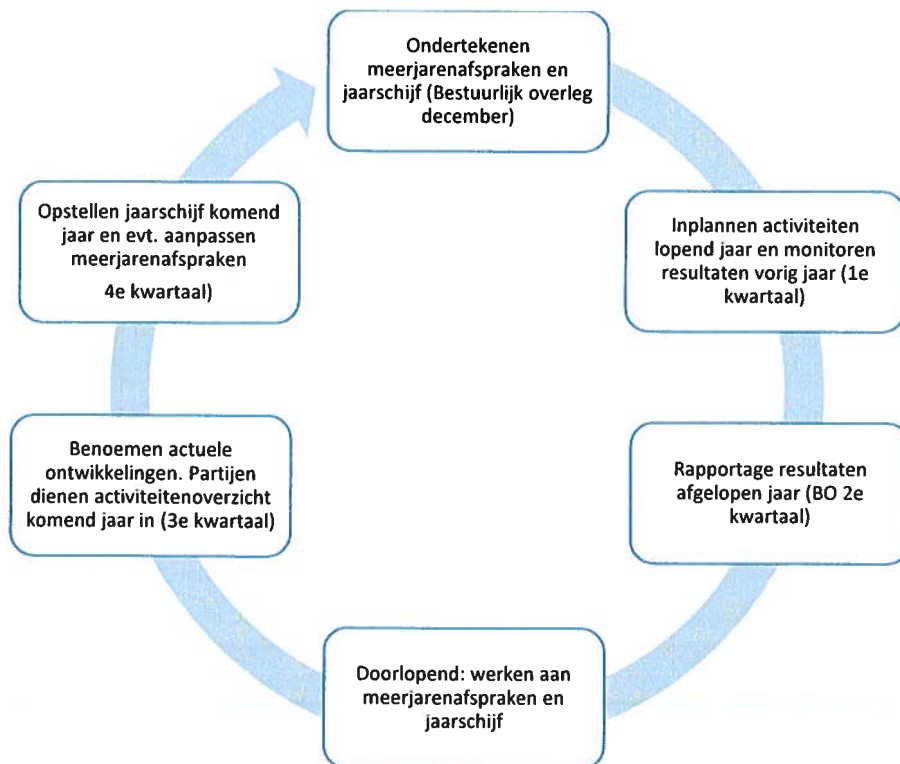 Ondertekenen
meerjarenafspraken en
jaarschijf (Bestuurlijk overleg
december)
Inplannen activiteiten
lopend jaar en monitoren
resultaten vorig jaar (1e
kwartaal)
Rapportage resultaten
afgelopen jaar (BO 2e
kwartaal)
Doorlopend: werken aan
meerjarenafspraken en
jaarschijf
Benoemen actuele
ontwikkelingen. Partijen
dienen activiteitenoverzicht
komend jaar in (3e kwartaal)
Opstellen jaarschijf komend
jaar en evt. aanpassen
meerjarenafspraken
4e kwartaal)